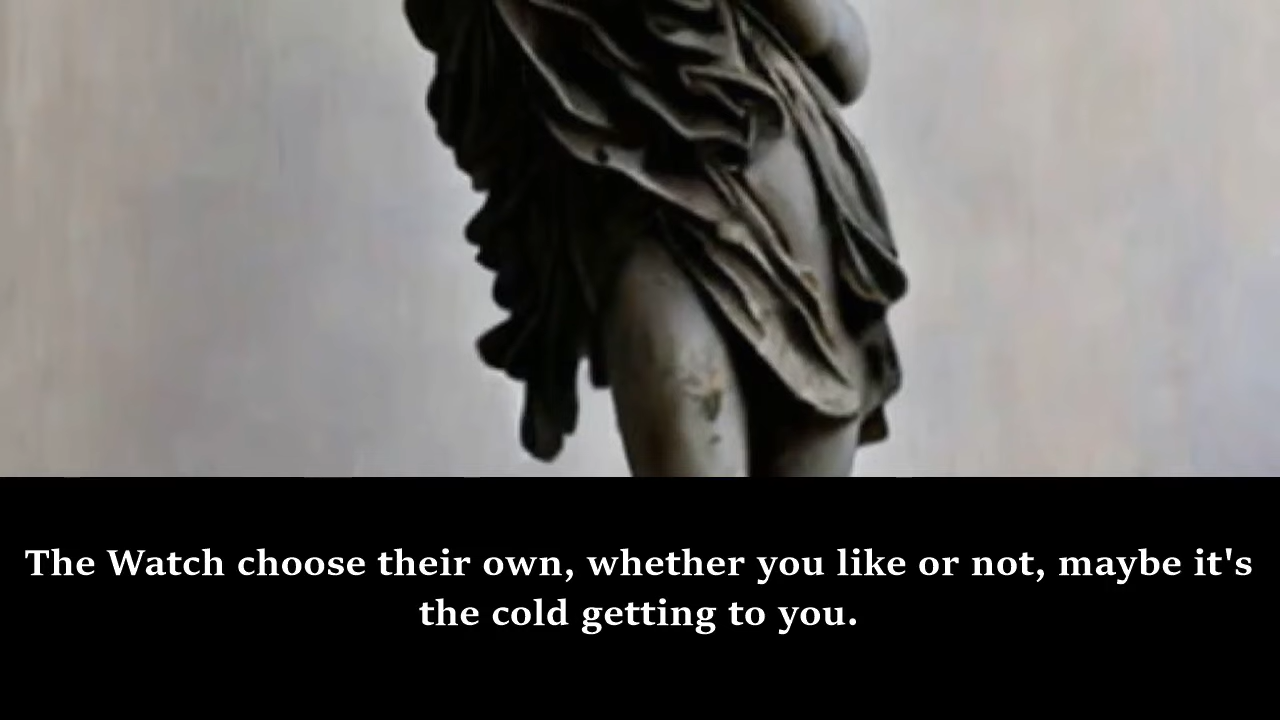 The Watch choose their own, whether you like or not, maybe it's
the cold getting to you.